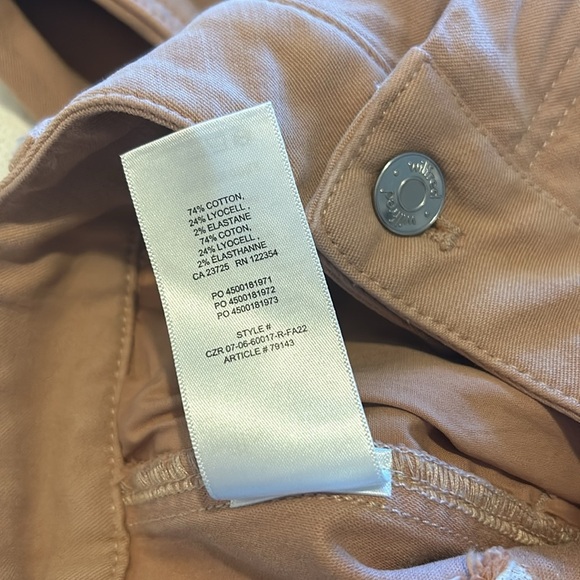 74% COTTON,
24% LYOCELL ,
2% ELASTANE
74% COTON,
24% LYOCELL ,
2% ÉLASTHANNE
CA 23725 RN 122354
PO 4500181971
PO 4500181972
PO 4500181973
STYLE #
CZR 07-06-60017-R-FA22
ARTICLE # 79143